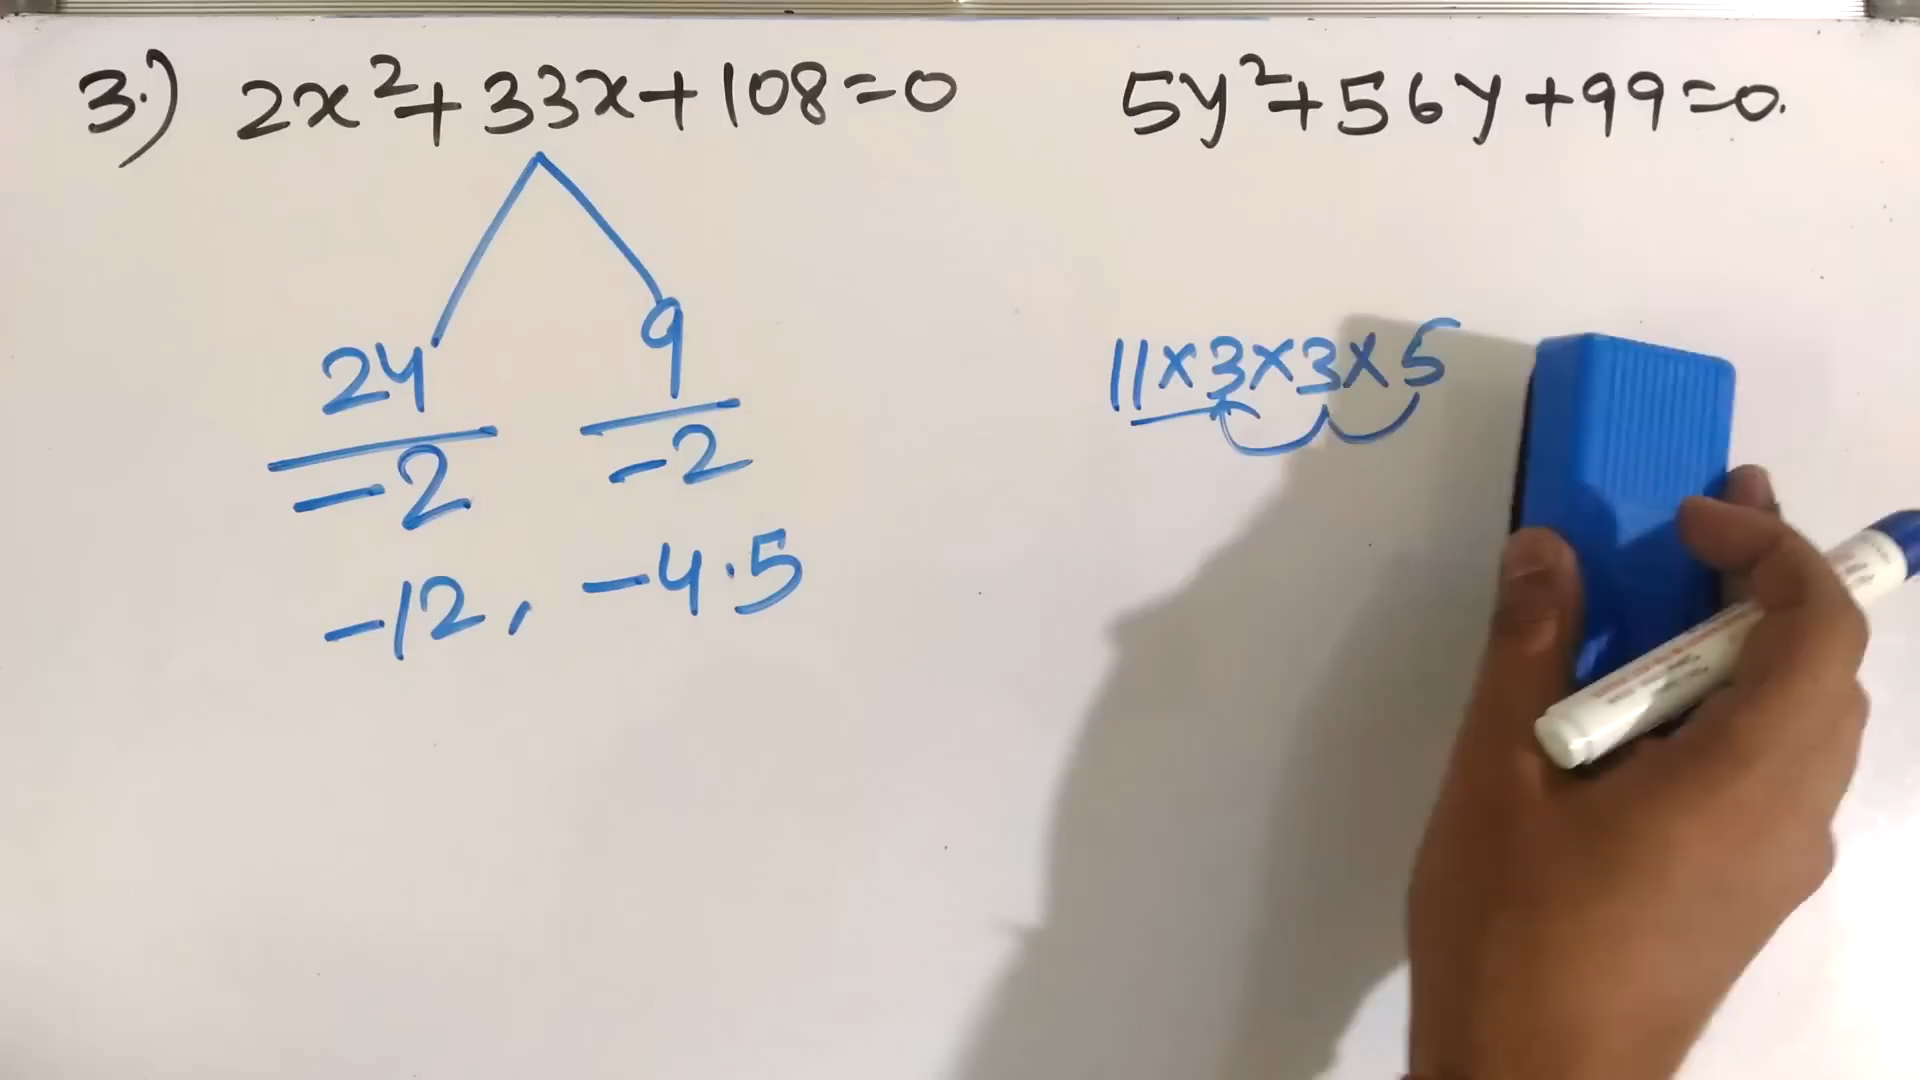 3.) 2x²+33x+108=0
24 9
-2 -2
-12, -4.5
5y²+56y+99=0.
11×3×3×5